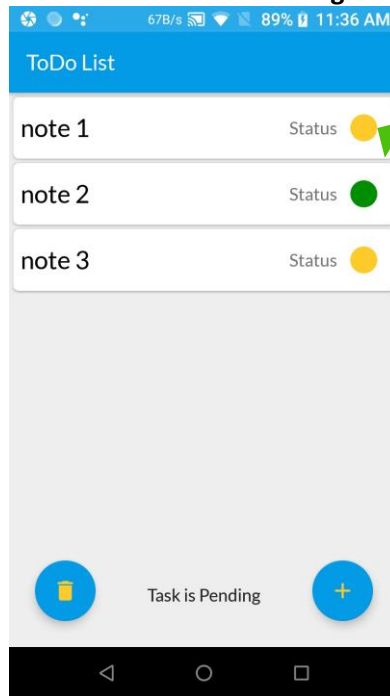 67B/s 89% 11:36 AM
ToDo List
note 1 Status
note 2 Status
note 3 Status
Task is Pending
+